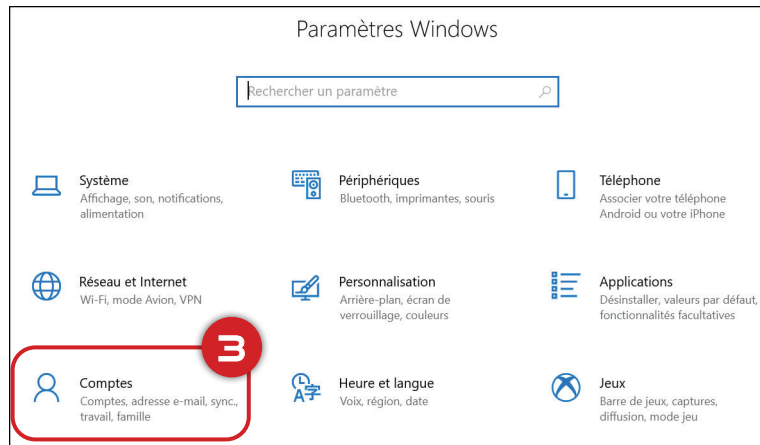 Paramètres Windows
Rechercher un paramètre
Système
Affichage, son, notifications,
alimentation
Périphériques
Bluetooth, imprimantes, souris
Téléphone
Associer votre téléphone
Android ou votre iPhone
Réseau et Internet
Wi-Fi, mode Avion, VPN
Personnalisation
Arrière-plan, écran de
verrouillage, couleurs
Applications
Désinstaller, valeurs par défaut,
fonctionnalités facultatives
3
Comptes
Comptes, adresse e-mail, sync.,
travail, famille
Heure et langue
Voix, région, date
Jeux
Barre de jeux, captures,
diffusion, mode jeu